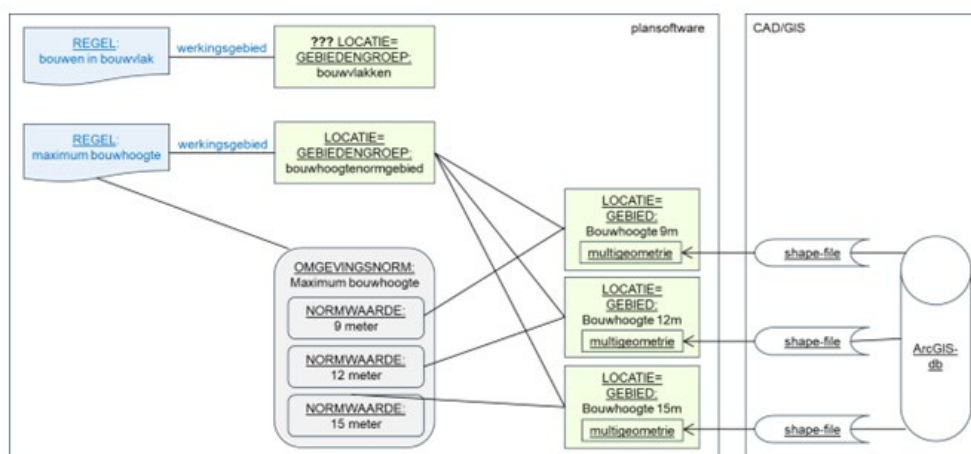 plansoftware
CAD/GIS
REGEL:
bouwen in bouwvlak
werkingsgebied
??? LOCATIE=
GEBIEDENGROEP:
bouwvlakken
REGEL:
maximum bouwhoogte
werkingsgebied
LOCATIE=
GEBIEDENGROEP:
bouwhoogtenormgebied
OMGEVINGSNORM:
Maximum bouwhoogte
NORMWAARDE:
9 meter
NORMWAARDE:
12 meter
NORMWAARDE:
15 meter
LOCATIE=
GEBIED:
Bouwhoogte 9m
multigeometrie
LOCATIE=
GEBIED:
Bouwhoogte 12m
multigeometrie
LOCATIE=
GEBIED:
Bouwhoogte 15m
multigeometrie
shape-file
shape-file
shape-file
ArcGIS-
db